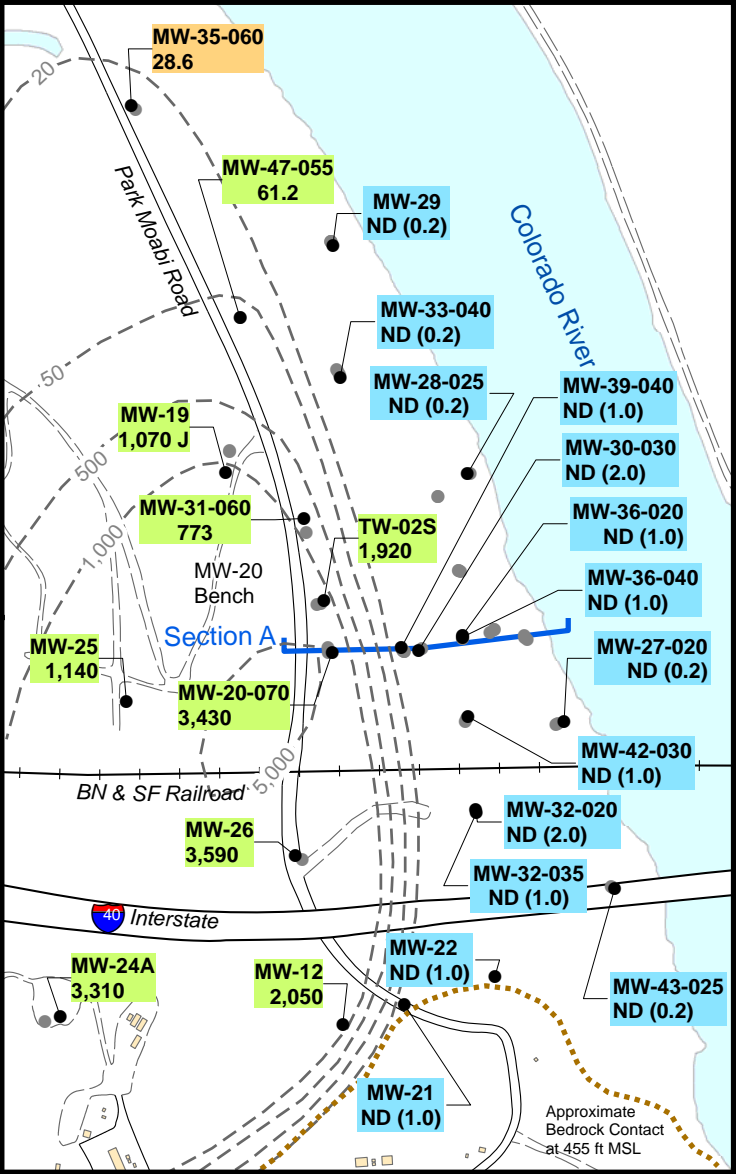 MW-35-060
28.6
20
MW-47-055
61.2
MW-29
ND (0.2)
Park Moabi Road
Colorado River
MW-33-040
ND (0.2)
MW-28-025
ND (0.2)
MW-39-040
ND (1.0)
50
MW-19
1,070 J
500
MW-30-030
ND (2.0)
MW-31-060
773
TW-02S
1,920
MW-36-020
ND (1.0)
1,000
MW-20
Bench
MW-36-040
ND (1.0)
Section A
MW-25
1,140
MW-27-020
ND (0.2)
MW-20-070
3,430
MW-42-030
ND (1.0)
5,000
BN & SF Railroad
MW-26
3,590
MW-32-020
ND (2.0)
MW-32-035
ND (1.0)
40
Interstate
MW-24A
3,310
MW-12
2,050
MW-22
ND (1.0)
MW-43-025
ND (0.2)
MW-21
ND (1.0)
Approximate
Bedrock Contact
at 455 ft MSL